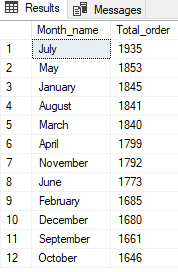 Results Messages
Month_name Total_order
1 July 1935
2 May 1853
3 January 1845
4 August 1841
5 March 1840
6 April 1799
7 November 1792
8 June 1773
9 February 1685
10 December 1680
11 September 1661
12 October 1646